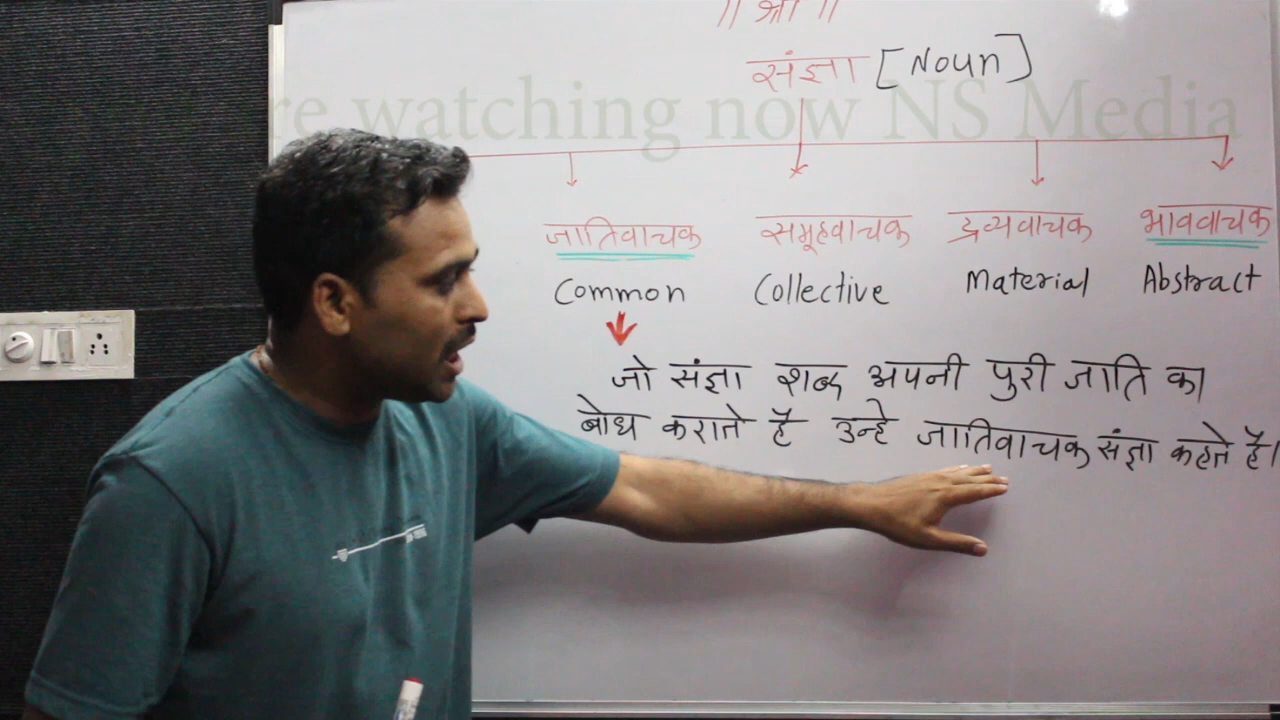 ॥ श्री ॥
संज्ञा [Noun]
re watching now NS Media
जातिवाचक समूहवाचक द्रव्यवाचक भाववाचक
Common Collective Material Abstract
जो संज्ञा शब्द अपनी पुरी जाति का
बोध कराते है उन्हे जातिवाचक संज्ञा कहते है।